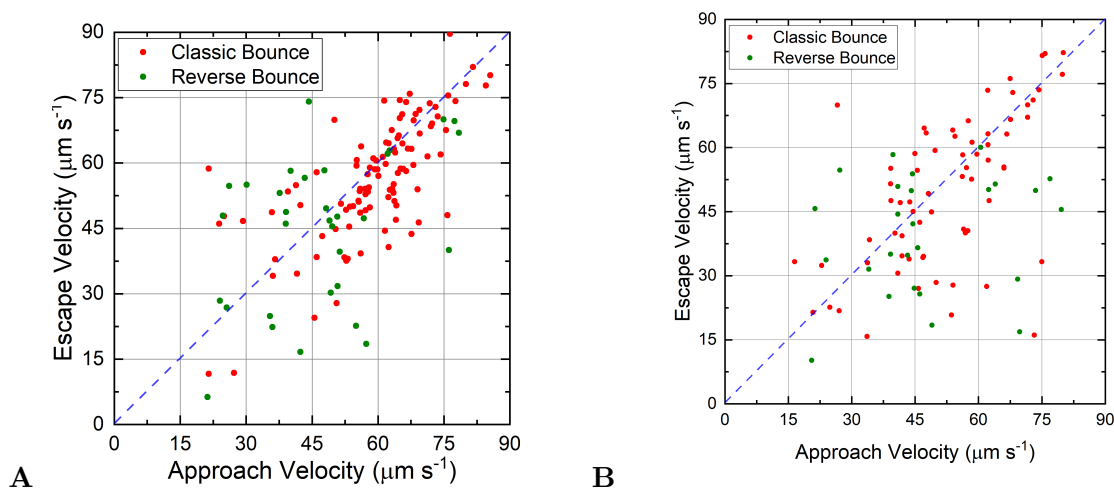 90
75
60
45
30
15
0
Escape Velocity (μm s⁻¹)
Classic Bounce
Reverse Bounce
0 15 30 45 60 75 90
Approach Velocity (μm s⁻¹)
A
90
75
60
45
30
15
0
Escape Velocity (μm s⁻¹)
Classic Bounce
Reverse Bounce
0 15 30 45 60 75 90
Approach Velocity (μm s⁻¹)
B